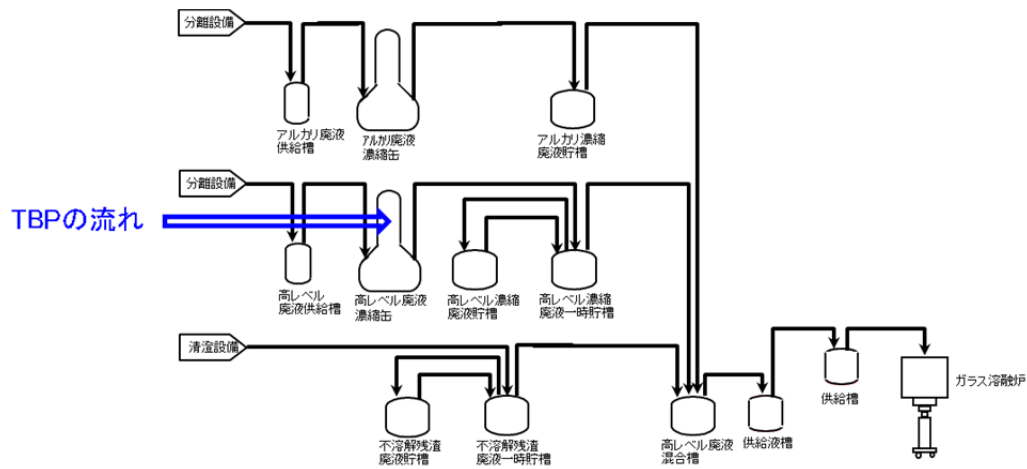 分離設備
アルカリ廃液
供給槽
アルカリ廃液
濃縮缶
アルカリ濃縮
廃液貯槽
分離設備
TBPの流れ
高レベル
廃液供給槽
高レベル廃液
濃縮缶
高レベル濃縮
廃液貯槽
高レベル濃縮
廃液一時貯槽
清澄設備
不溶解残渣
廃液貯槽
不溶解残渣
廃液一時貯槽
高レベル廃液
混合槽
供給液槽
供給槽
ガラス溶融炉